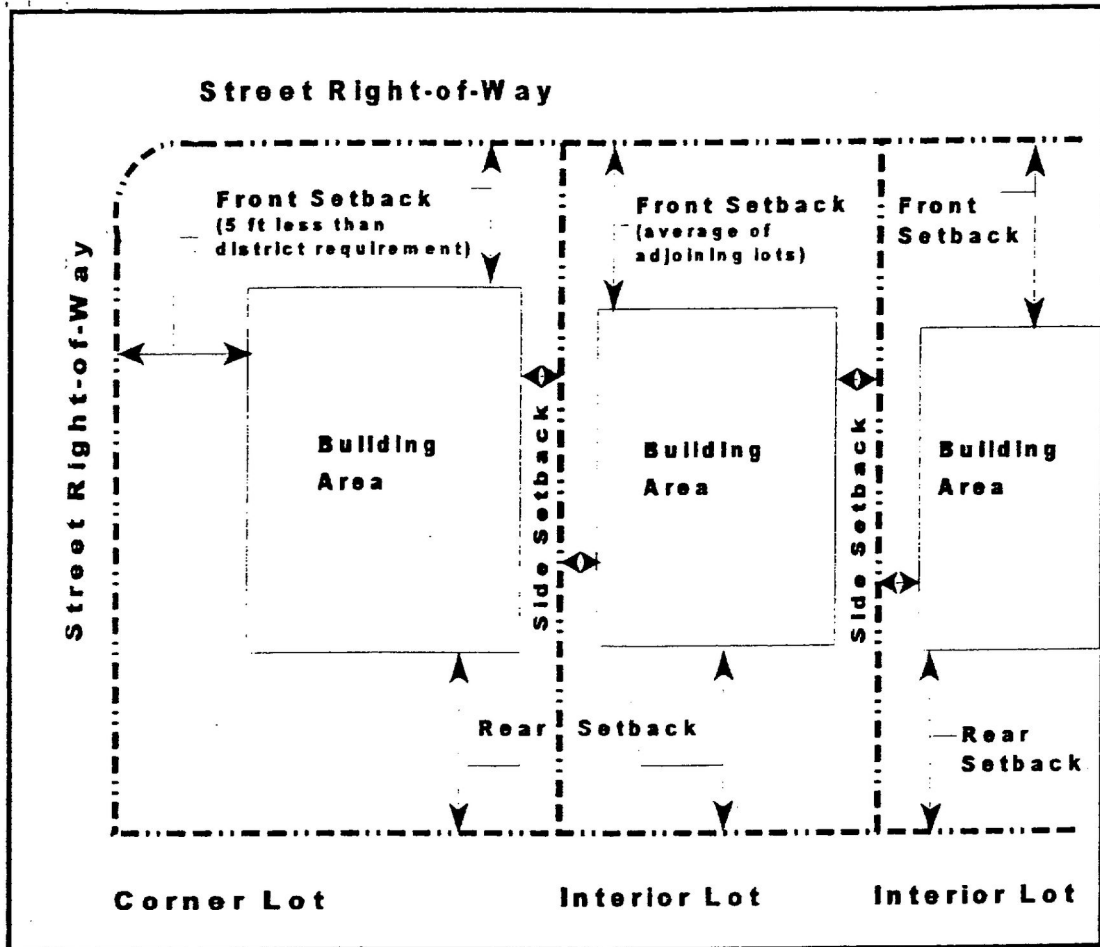 Street Right-of-Way
Street Right-of-Way
Front Setback
(5 ft less than
district requirement)
Front Setback
(average of
adjoining lots)
Front
Setback
Building
Area
Side Setback
Building
Area
Side Setback
Building
Area
Rear Setback
Rear
Setback
Corner Lot
Interior Lot
Interior Lot